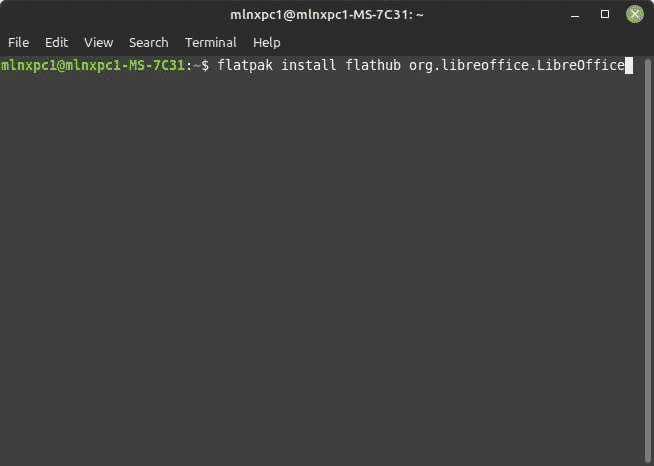 mlnxpc1@mlnxpc1-MS-7C31: ~
File Edit View Search Terminal Help
mlnxpc1@mlnxpc1-MS-7C31:~$ flatpak install flathub org.libreoffice.LibreOffice